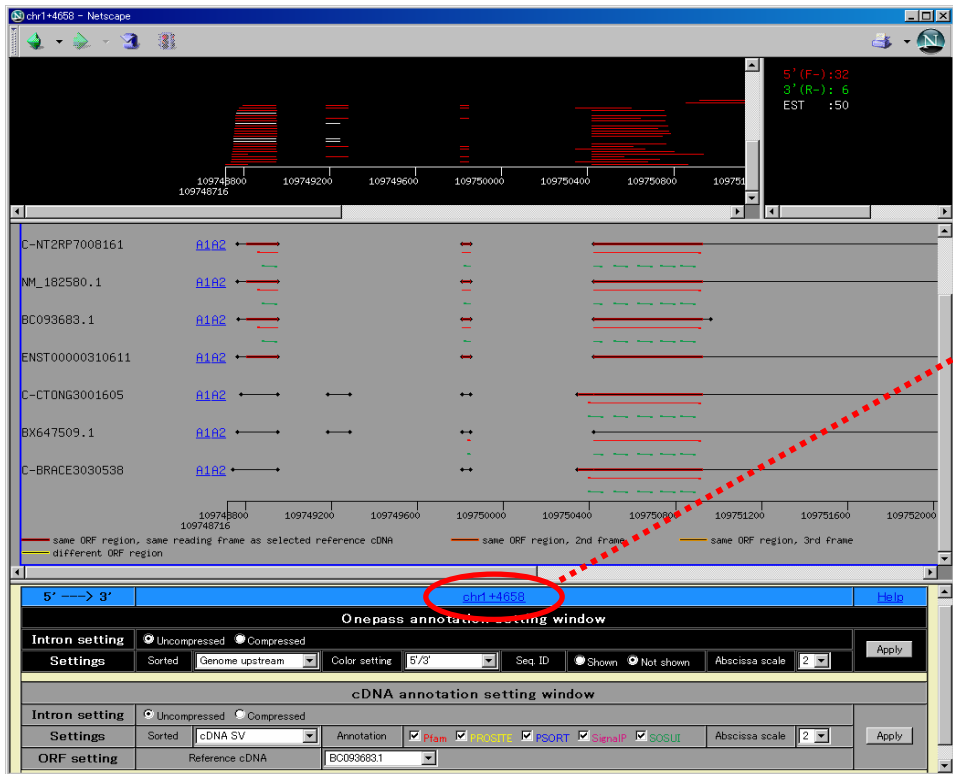 chr1+4658 - Netscape
5'(F-):32
3'(R-): 6
EST :50
109748800 109749200 109749600 109750000 109750400 109750800 109751
109748716
C-NT2RP7008161 A1A2
NM_182580.1 A1A2
BC093683.1 A1A2
ENST00000310611 A1A2
C-CTONG3001605 A1A2
BX647509.1 A1A2
C-BRACE3030538 A1A2
109748800 109749200 109749600 109750000 109750400 109750800 109751200 109751600 109752000
109748716
same ORF region, same reading frame as selected reference cDNA same ORF region, 2nd frame same ORF region, 3rd frame
different ORF region
5' ---> 3' chr1+4658 Help
Onepass annotation setting window
Intron setting Uncompressed Compressed
Settings Sorted Genome upstream Color setting 5'/3' Seq. ID Shown Not shown Abscissa scale 2 Apply
cDNA annotation setting window
Intron setting Uncompressed Compressed
Settings Sorted cDNA SV Annotation Pfam PROSITE PSORT SignalP SOSUI Abscissa scale 2 Apply
ORF setting Reference cDNA BC093683.1